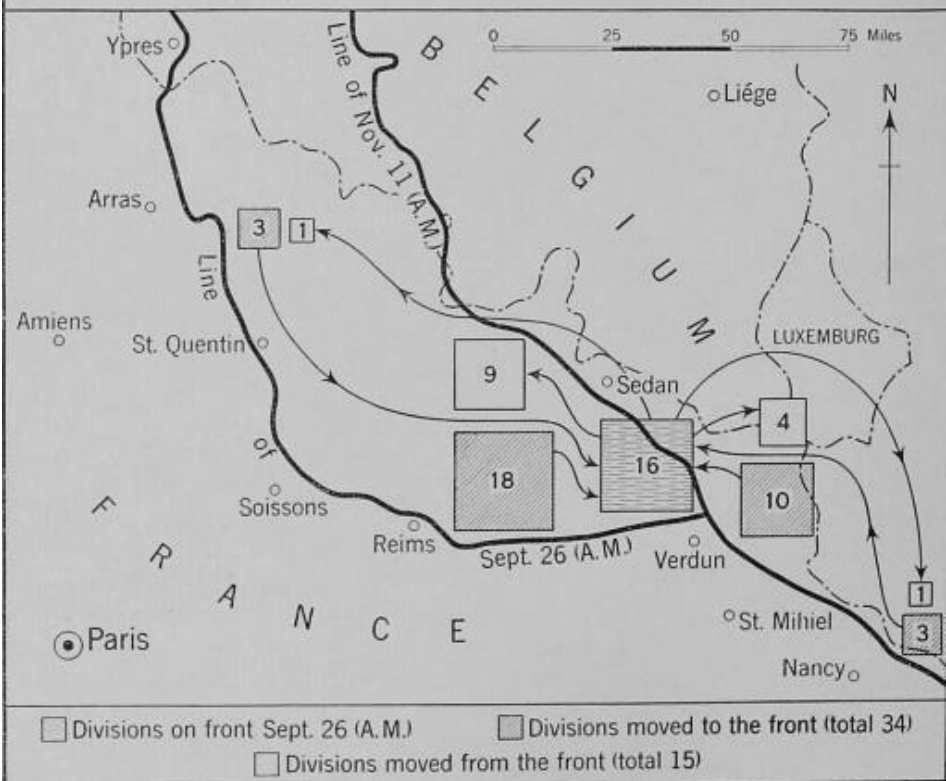 0 25 50 75 Miles
Ypres
Line of Nov. 11 (A.M.)
BELGIUM
Liége
N
Arras
3
1
Line
Amiens
St. Quentin
LUXEMBURG
9
Sedan
4
16
18
10
of
Soissons
Reims
Sept. 26 (A.M.)
Verdun
FRANCE
1
St. Mihiel
3
Paris
Nancy
Divisions on front Sept. 26 (A.M.)
Divisions moved to the front (total 34)
Divisions moved from the front (total 15)